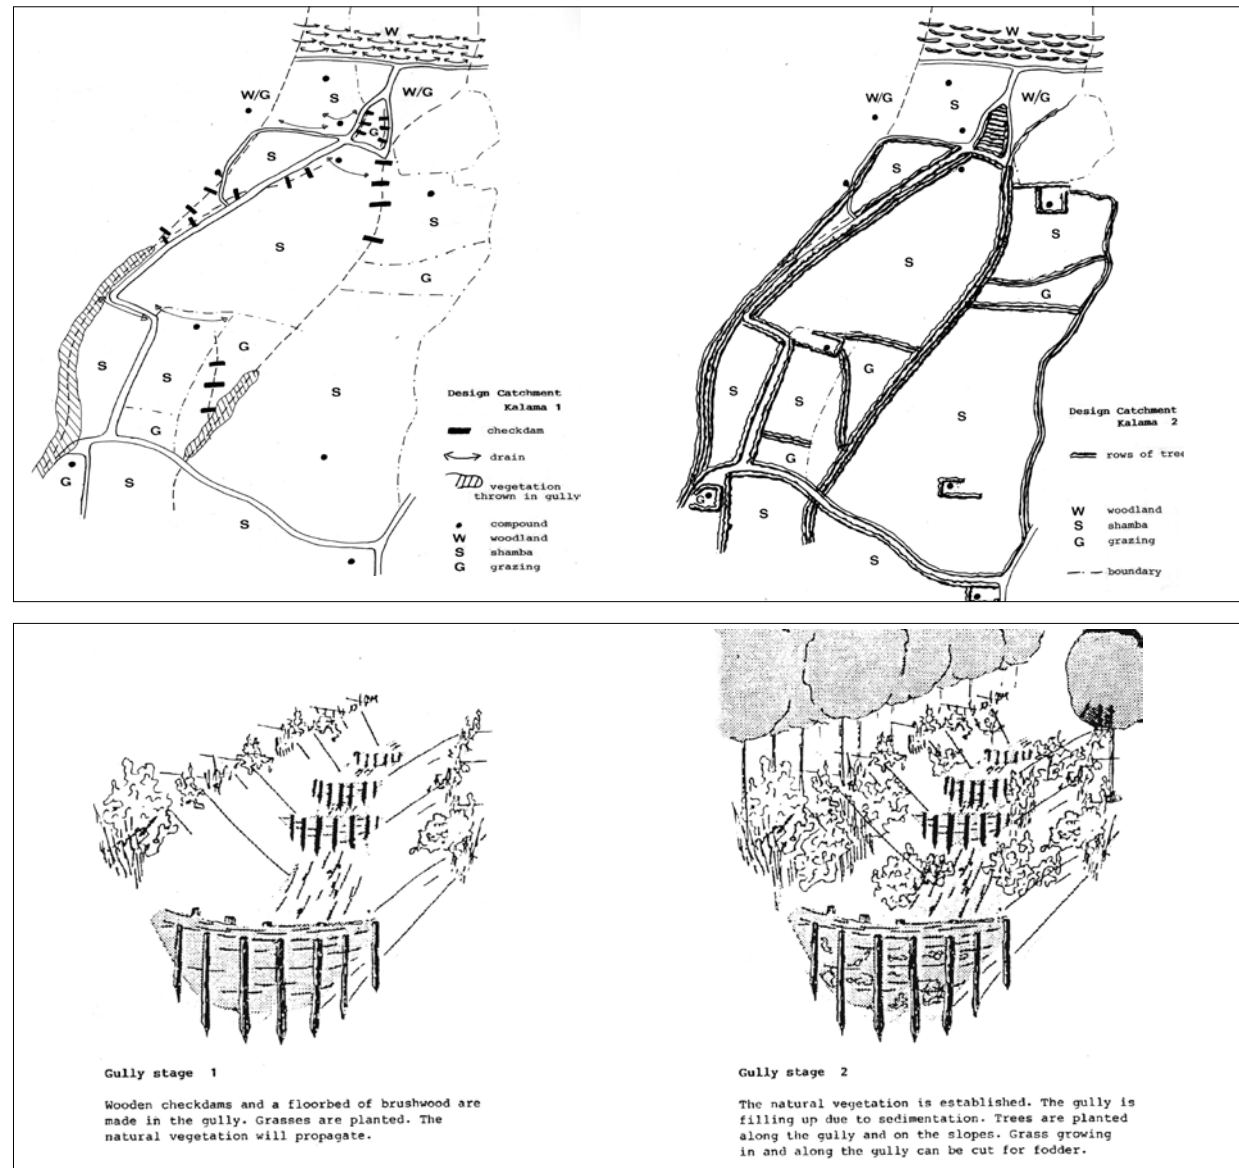 W
W/G
S
W/G
G
S
S
S
G
G
S
S
S
G
G
S
S
Design Catchment
Kalama 1
checkdam
drain
vegetation
thrown in gully
compound
W woodland
S shamba
G grazing
W
W/G
S
W/G
S
S
S
G
G
S
S
S
G
G
S
S
Design Catchment
Kalama 2
rows of tree
W woodland
S shamba
G grazing
boundary
Gully stage 1
Wooden checkdams and a floorbed of brushwood are
made in the gully. Grasses are planted. The
natural vegetation will propagate.
Gully stage 2
The natural vegetation is established. The gully is
filling up due to sedimentation. Trees are planted
along the gully and on the slopes. Grass growing
in and along the gully can be cut for fodder.